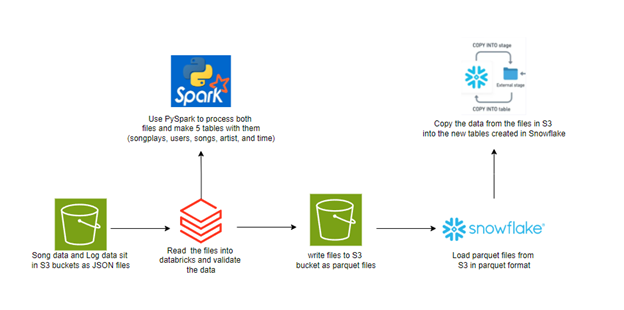 COPY INTO stage
External stage
COPY INTO table
Spark
Use PySpark to process both
files and make 5 tables with them
(songplays, users, songs, artist, and time)
Copy the data from the files in S3
into the new tables created in Snowflake
snowflake
Song data and Log data sit
in S3 buckets as JSON files
Read the files into
databricks and validate
the data
write files to S3
bucket as parquet files
Load parquet files from
S3 in parquet format